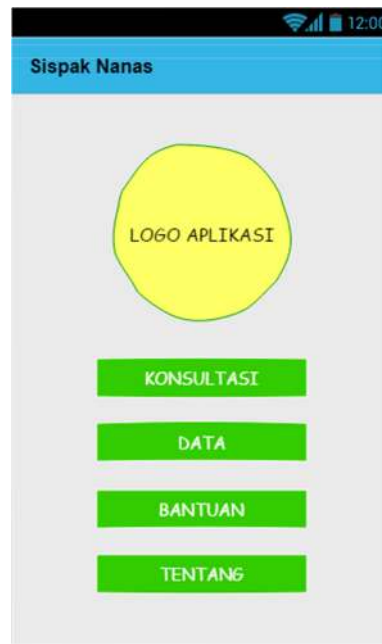 12:00
Sispak Nanas
LOGO APLIKASI
KONSULTASI
DATA
BANTUAN
TENTANG